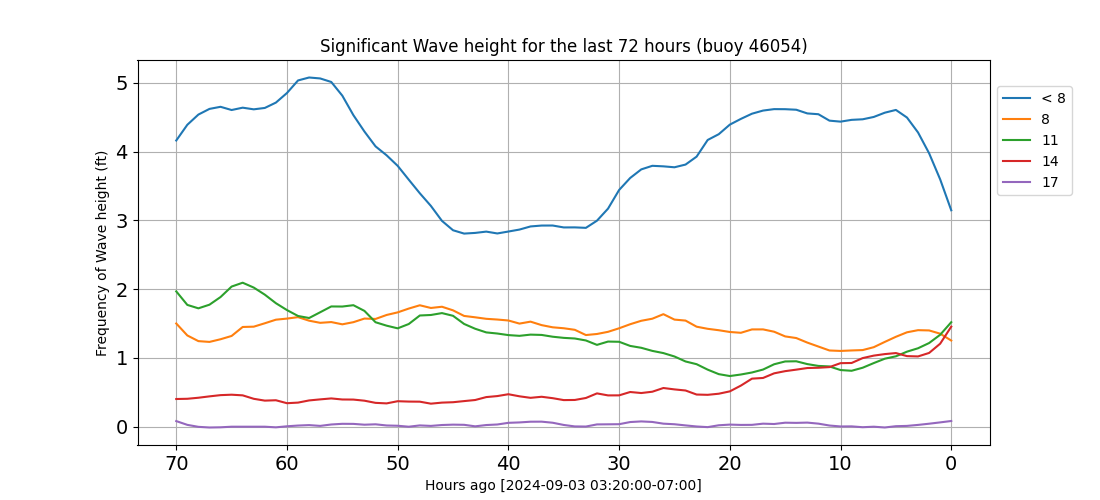 Significant Wave height for the last 72 hours (buoy 46054)
Frequency of Wave height (ft)
5
4
3
2
1
0
70 60 50 40 30 20 10 0
Hours ago [2024-09-03 03:20:00-07:00]
< 8
8
11
14
17